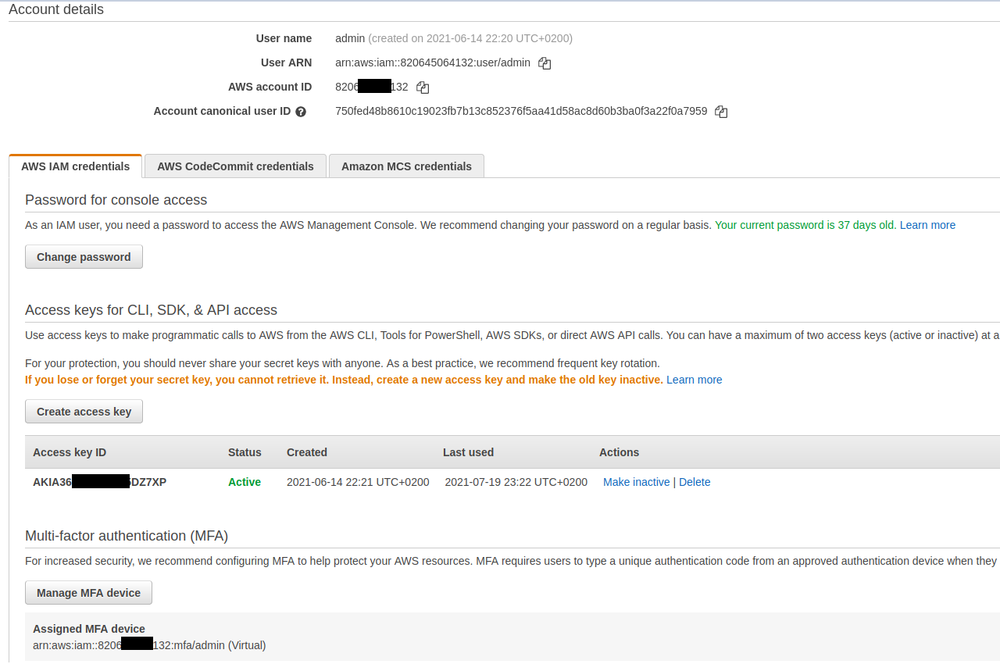 Account details
User name admin (created on 2021-06-14 22:20 UTC+0200)
User ARN arn:aws:iam::820645064132:user/admin
AWS account ID 8206 132
Account canonical user ID 750fed48b8610c19023fb7b13c852376f5aa41d58ac8d60b3ba0f3a22f0a7959
AWS IAM credentials AWS CodeCommit credentials Amazon MCS credentials
Password for console access
As an IAM user, you need a password to access the AWS Management Console. We recommend changing your password on a regular basis. Your current password is 37 days old. Learn more
Change password
Access keys for CLI, SDK, & API access
Use access keys to make programmatic calls to AWS from the AWS CLI, Tools for PowerShell, AWS SDKs, or direct AWS API calls. You can have a maximum of two access keys (active or inactive) at a
For your protection, you should never share your secret keys with anyone. As a best practice, we recommend frequent key rotation.
If you lose or forget your secret key, you cannot retrieve it. Instead, create a new access key and make the old key inactive. Learn more
Create access key
Access key ID Status Created Last used Actions
AKIA36 DZ7XP Active 2021-06-14 22:21 UTC+0200 2021-07-19 23:22 UTC+0200 Make inactive | Delete
Multi-factor authentication (MFA)
For increased security, we recommend configuring MFA to help protect your AWS resources. MFA requires users to type a unique authentication code from an approved authentication device when they
Manage MFA device
Assigned MFA device
arn:aws:iam::8206 132:mfa/admin (Virtual)